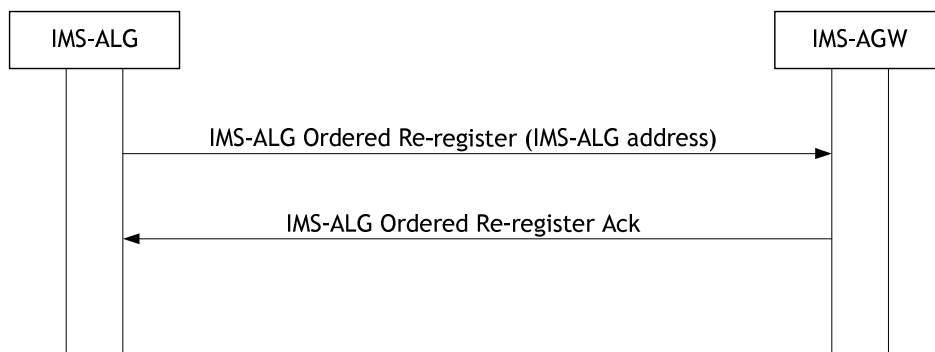 IMS-ALG
IMS-AGW
IMS-ALG Ordered Re-register (IMS-ALG address)
IMS-ALG Ordered Re-register Ack